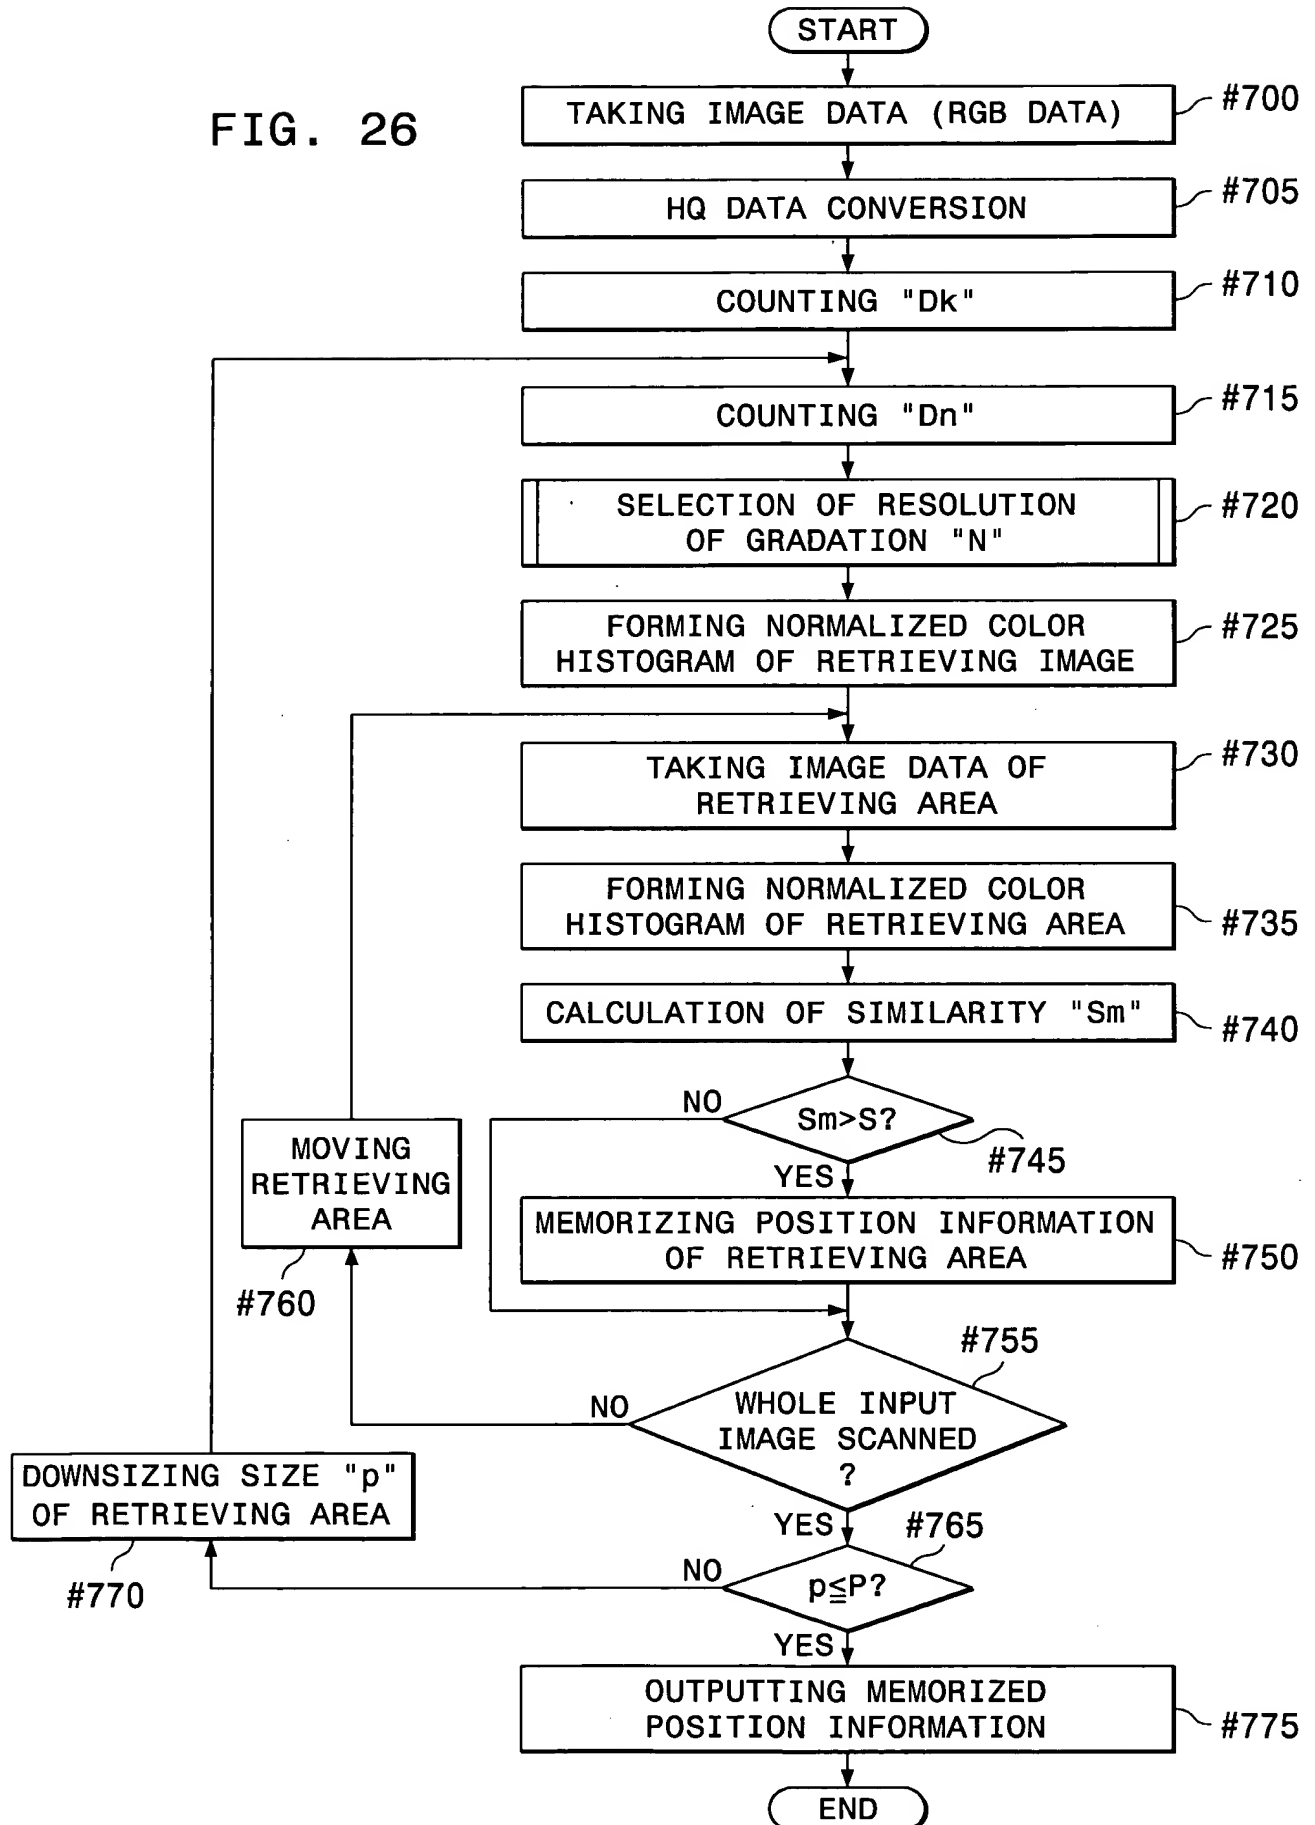 START
FIG. 26
TAKING IMAGE DATA (RGB DATA)
#700
HQ DATA CONVERSION
#705
COUNTING "Dk"
#710
COUNTING "Dn"
#715
SELECTION OF RESOLUTION
OF GRADATION "N"
#720
FORMING NORMALIZED COLOR
HISTOGRAM OF RETRIEVING IMAGE
#725
TAKING IMAGE DATA OF
RETRIEVING AREA
#730
FORMING NORMALIZED COLOR
HISTOGRAM OF RETRIEVING AREA
#735
CALCULATION OF SIMILARITY "Sm"
#740
NO
Sm>S?
#745
YES
MOVING
RETRIEVING
AREA
#760
MEMORIZING POSITION INFORMATION
OF RETRIEVING AREA
#750
#755
NO
WHOLE INPUT
IMAGE SCANNED
?
YES
DOWNSIZING SIZE "p"
OF RETRIEVING AREA
#770
#765
NO
p≦P?
YES
OUTPUTTING MEMORIZED
POSITION INFORMATION
#775
END